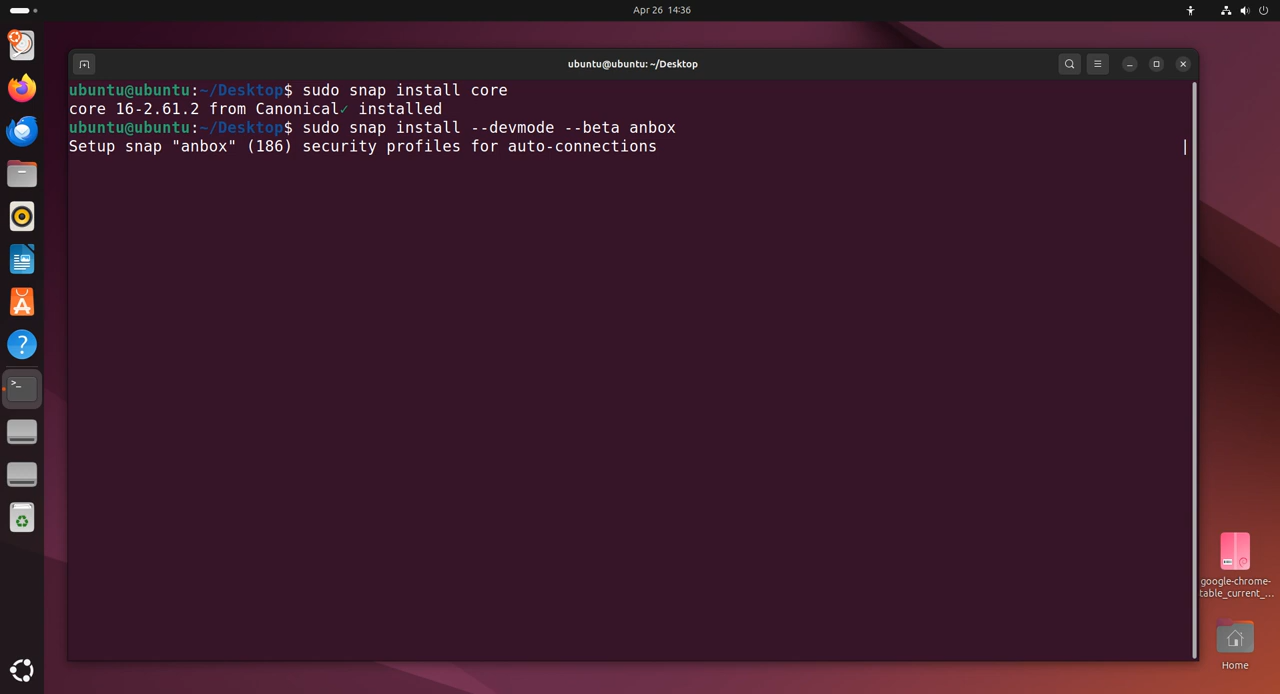 Apr 26 14:36
ubuntu@ubuntu: ~/Desktop
ubuntu@ubuntu:~/Desktop$ sudo snap install core
core 16-2.61.2 from Canonical✓ installed
ubuntu@ubuntu:~/Desktop$ sudo snap install --devmode --beta anbox
Setup snap "anbox" (186) security profiles for auto-connections |
google-chrome-
table_current_...
Home